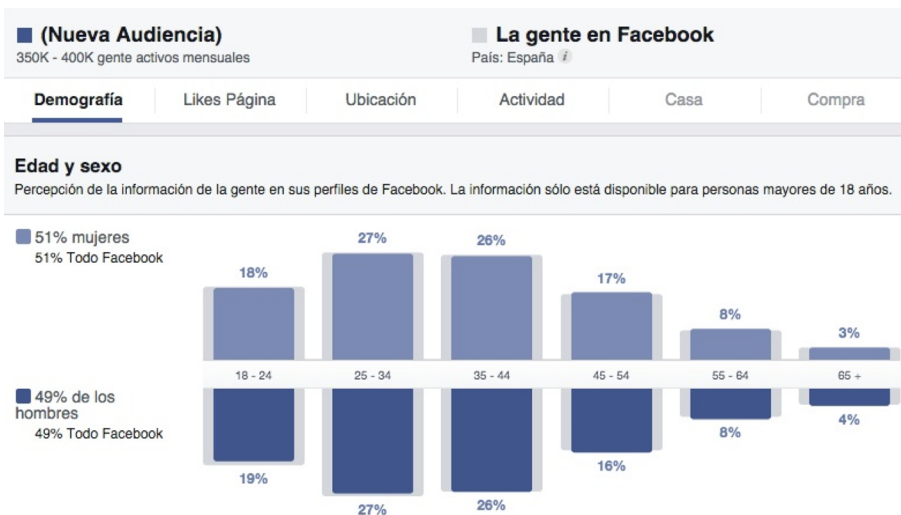 (Nueva Audiencia)
350K - 400K gente activos mensuales
La gente en Facebook
País: España i
Demografía Likes Página Ubicación Actividad Casa Compra
Edad y sexo
Percepción de la información de la gente en sus perfiles de Facebook. La información sólo está disponible para personas mayores de 18 años.
51% mujeres
51% Todo Facebook
18% 27% 26% 17% 8% 3%
18 - 24 25 - 34 35 - 44 45 - 54 55 - 64 65 +
49% de los
hombres
49% Todo Facebook
19% 27% 26% 16% 8% 4%